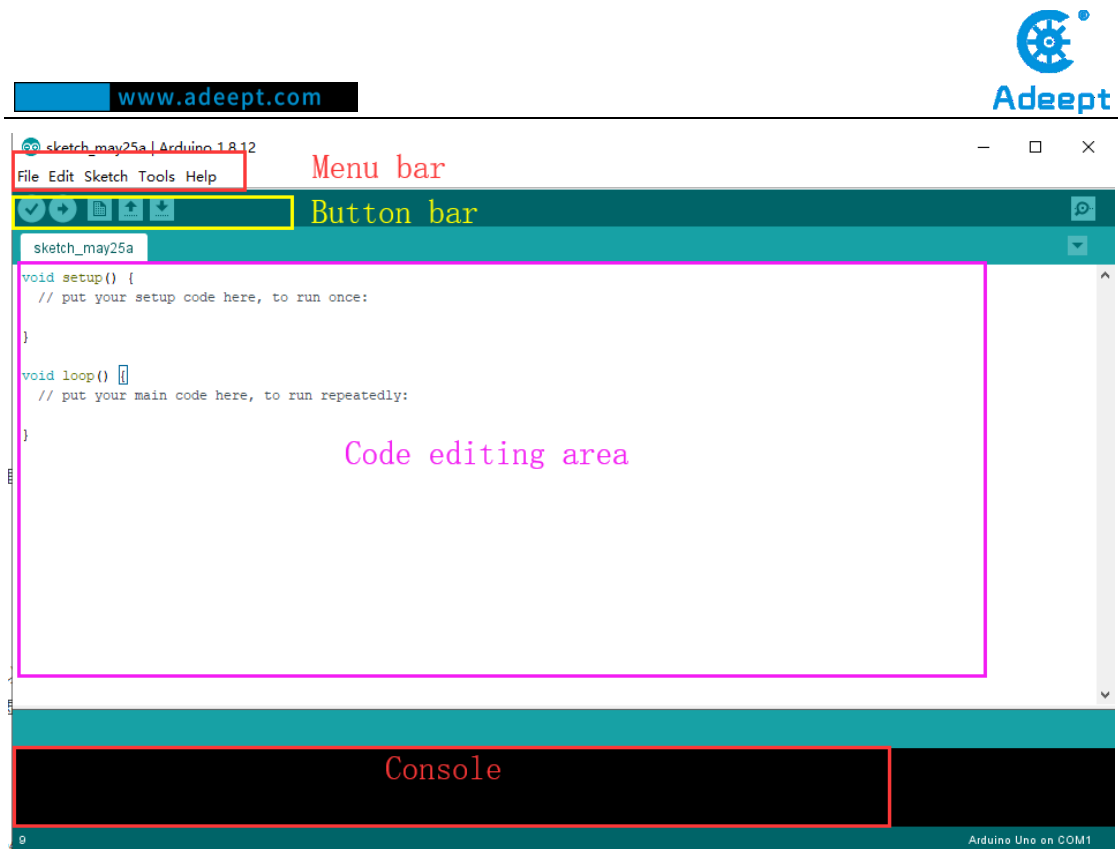 Adeept
www.adeept.com
sketch_may25a | Arduino 1.8.12
File Edit Sketch Tools Help
Menu bar
Button bar
sketch_may25a
void setup() {
// put your setup code here, to run once:
}
void loop() {
// put your main code here, to run repeatedly:
}
Code editing area
Console
9
Arduino Uno on COM1